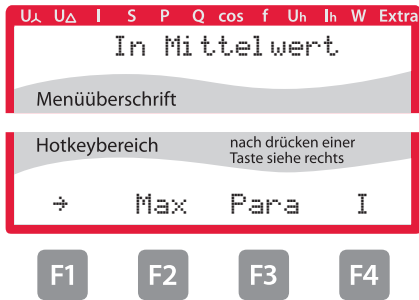 U⅄ U△ I S P Q cos f Uh Ih W Extra
In Mittelwert
Menüüberschrift
Hotkeybereich
nach drücken einer
Taste siehe rechts
→ Max Para I
F1 F2 F3 F4